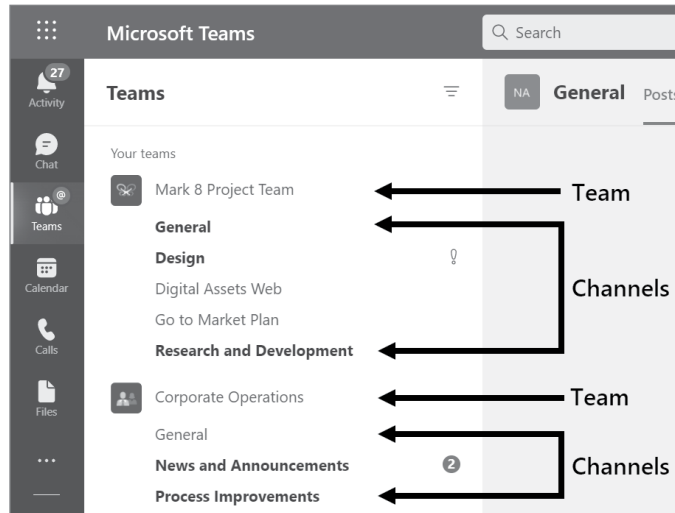 Microsoft Teams
Search
27
Activity
Chat
@
Teams
Calendar
Calls
Files
Teams
NA
General
Posts
Your teams
Mark 8 Project Team
Team
General
Design
Digital Assets Web
Channels
Go to Market Plan
Research and Development
Corporate Operations
Team
General
News and Announcements
2
Channels
Process Improvements